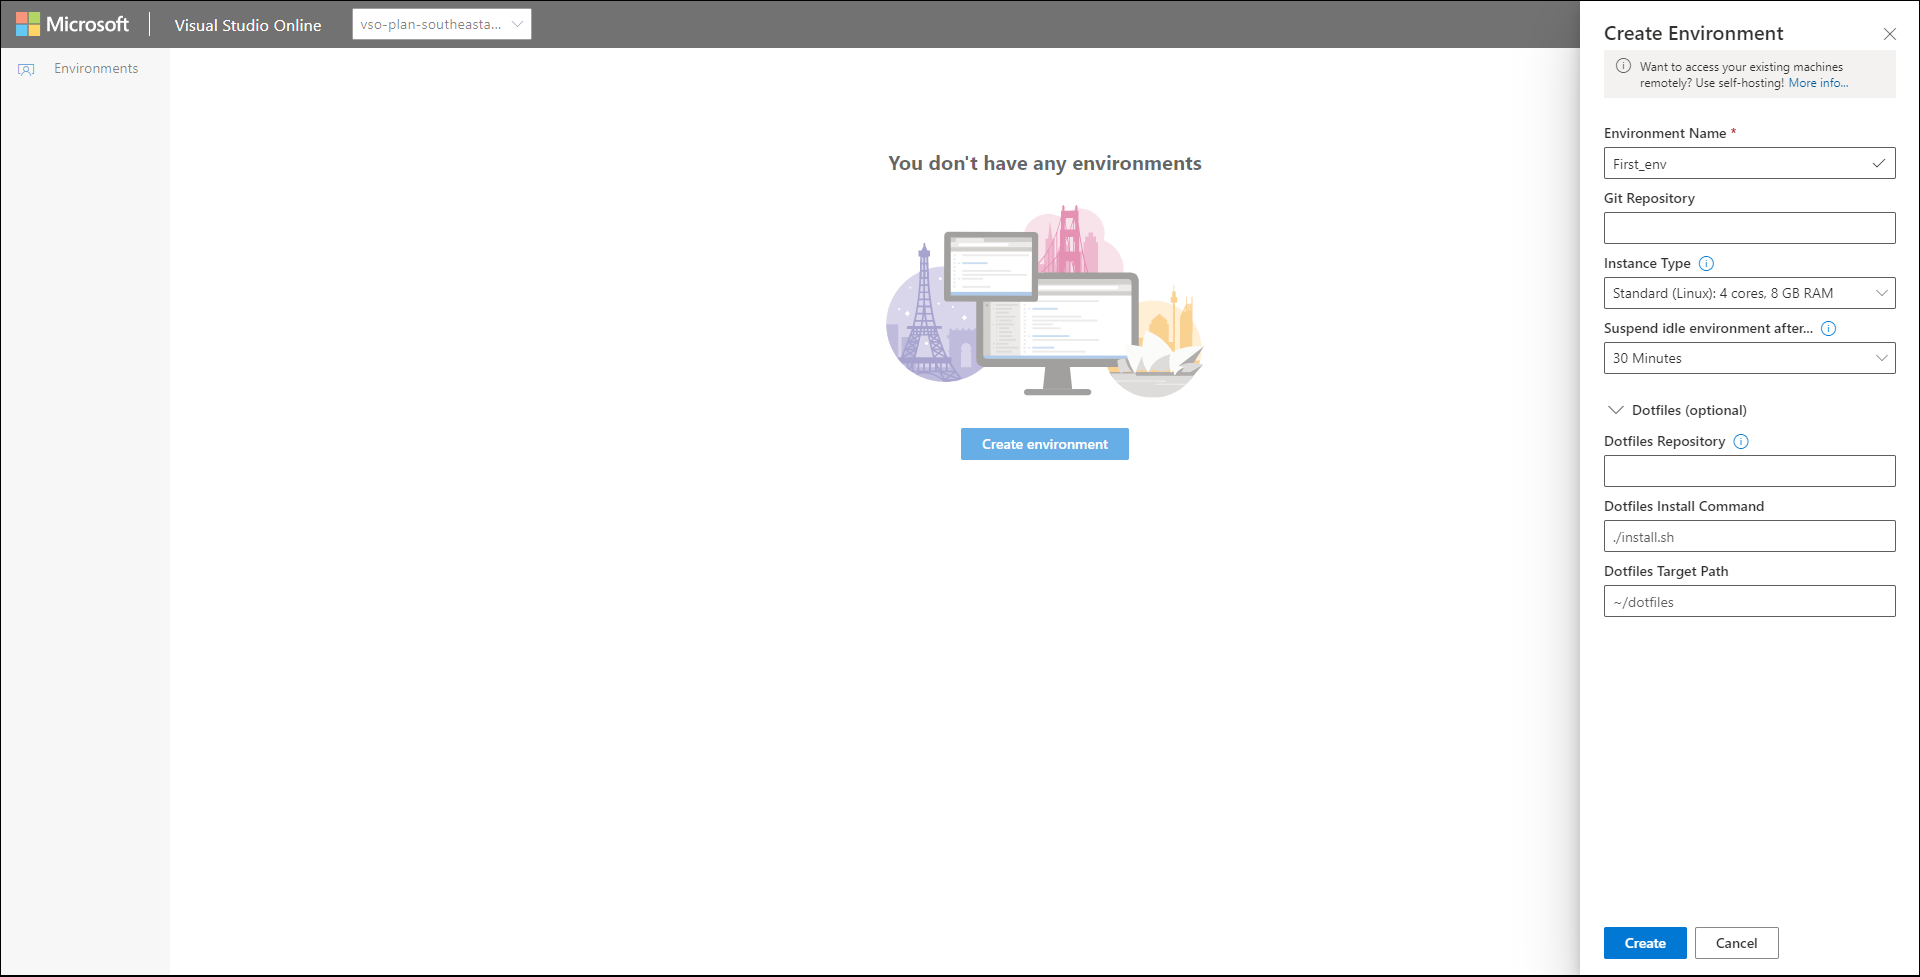 Microsoft
Visual Studio Online
vso-plan-southeasta...
Environments
You don't have any environments
Create environment
Create Environment
Want to access your existing machines
remotely? Use self-hosting! More info...
Environment Name *
First_env
Git Repository
Instance Type
Standard (Linux): 4 cores, 8 GB RAM
Suspend idle environment after...
30 Minutes
Dotfiles (optional)
Dotfiles Repository
Dotfiles Install Command
./install.sh
Dotfiles Target Path
~/dotfiles
Create
Cancel